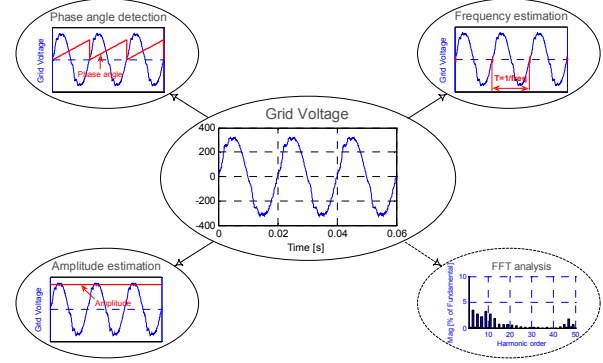 Phase angle detection
Grid Voltage
Phase angle
Frequency estimation
Grid Voltage
T=1/freq
Grid Voltage
400
200
0
-200
-400
0
0.02
0.04
0.06
Time [s]
Amplitude estimation
Grid Voltage
Amplitude
FFT analysis
Mag [% of Fundamental]
10
5
0
10
20
30
40
50
Harmonic order